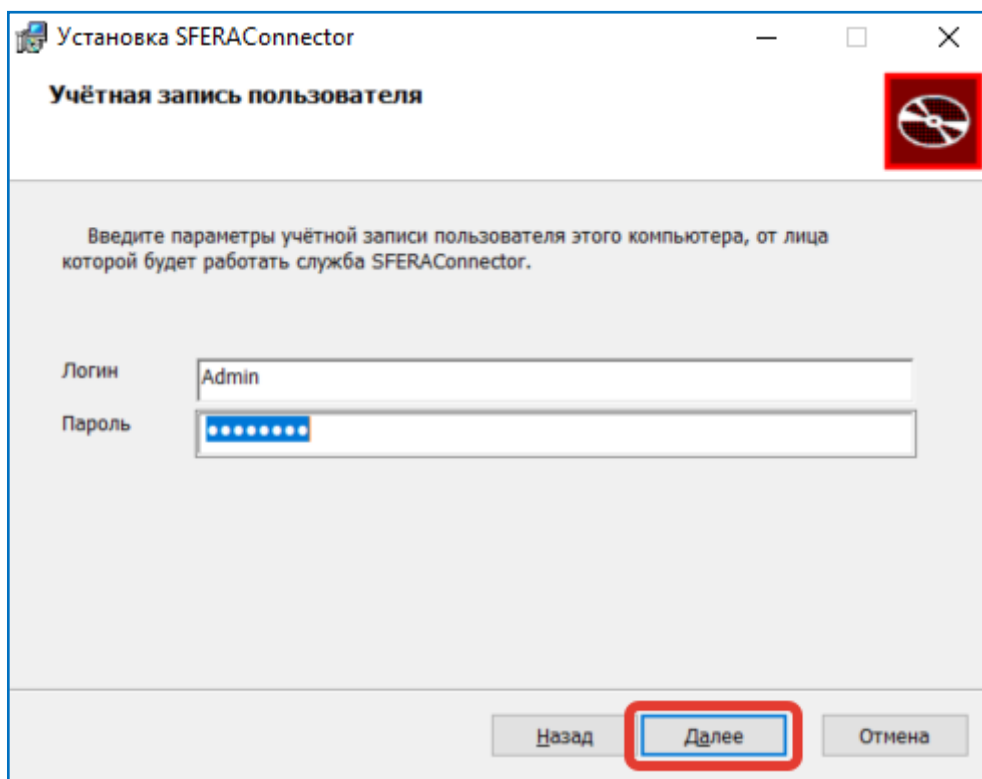 Установка SFERAConnector
Учётная запись пользователя
Введите параметры учётной записи пользователя этого компьютера, от лица
которой будет работать служба SFERAConnector.
Логин Admin
Пароль ••••••••
Назад Далее Отмена